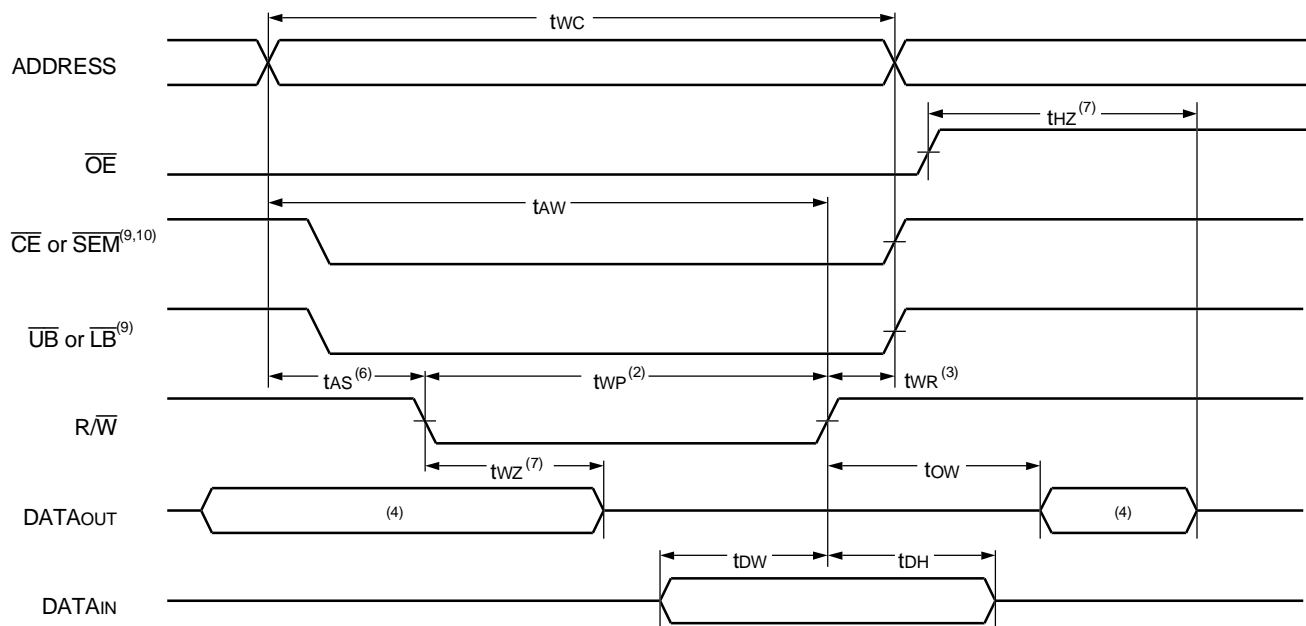 tWC
ADDRESS
tHZ(7)
OE
tAW
CE or SEM(9,10)
UB or LB(9)
tAS(6) tWP(2) tWR(3)
R/W
tWZ(7) tOW
DATAOUT (4) (4)
tDW tDH
DATAIN